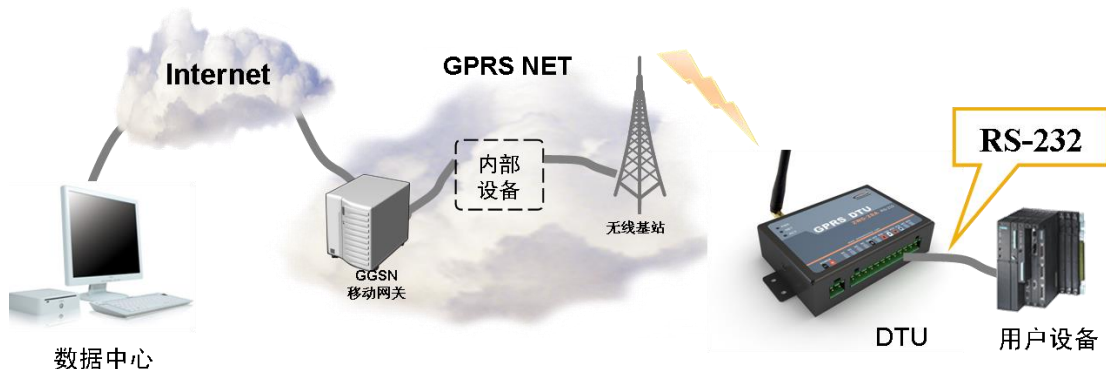 Internet
GPRS NET
内部
设备
无线基站
GGSN
移动网关
RS-232
GPRS DTU
DTU
用户设备
数据中心